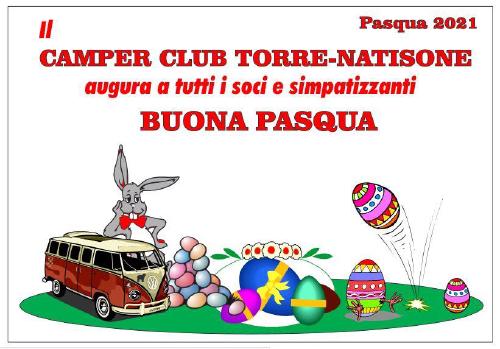 Pasqua 2021
Il
CAMPER CLUB TORRE-NATISONE
augura a tutti i soci e simpatizzanti
BUONA PASQUA